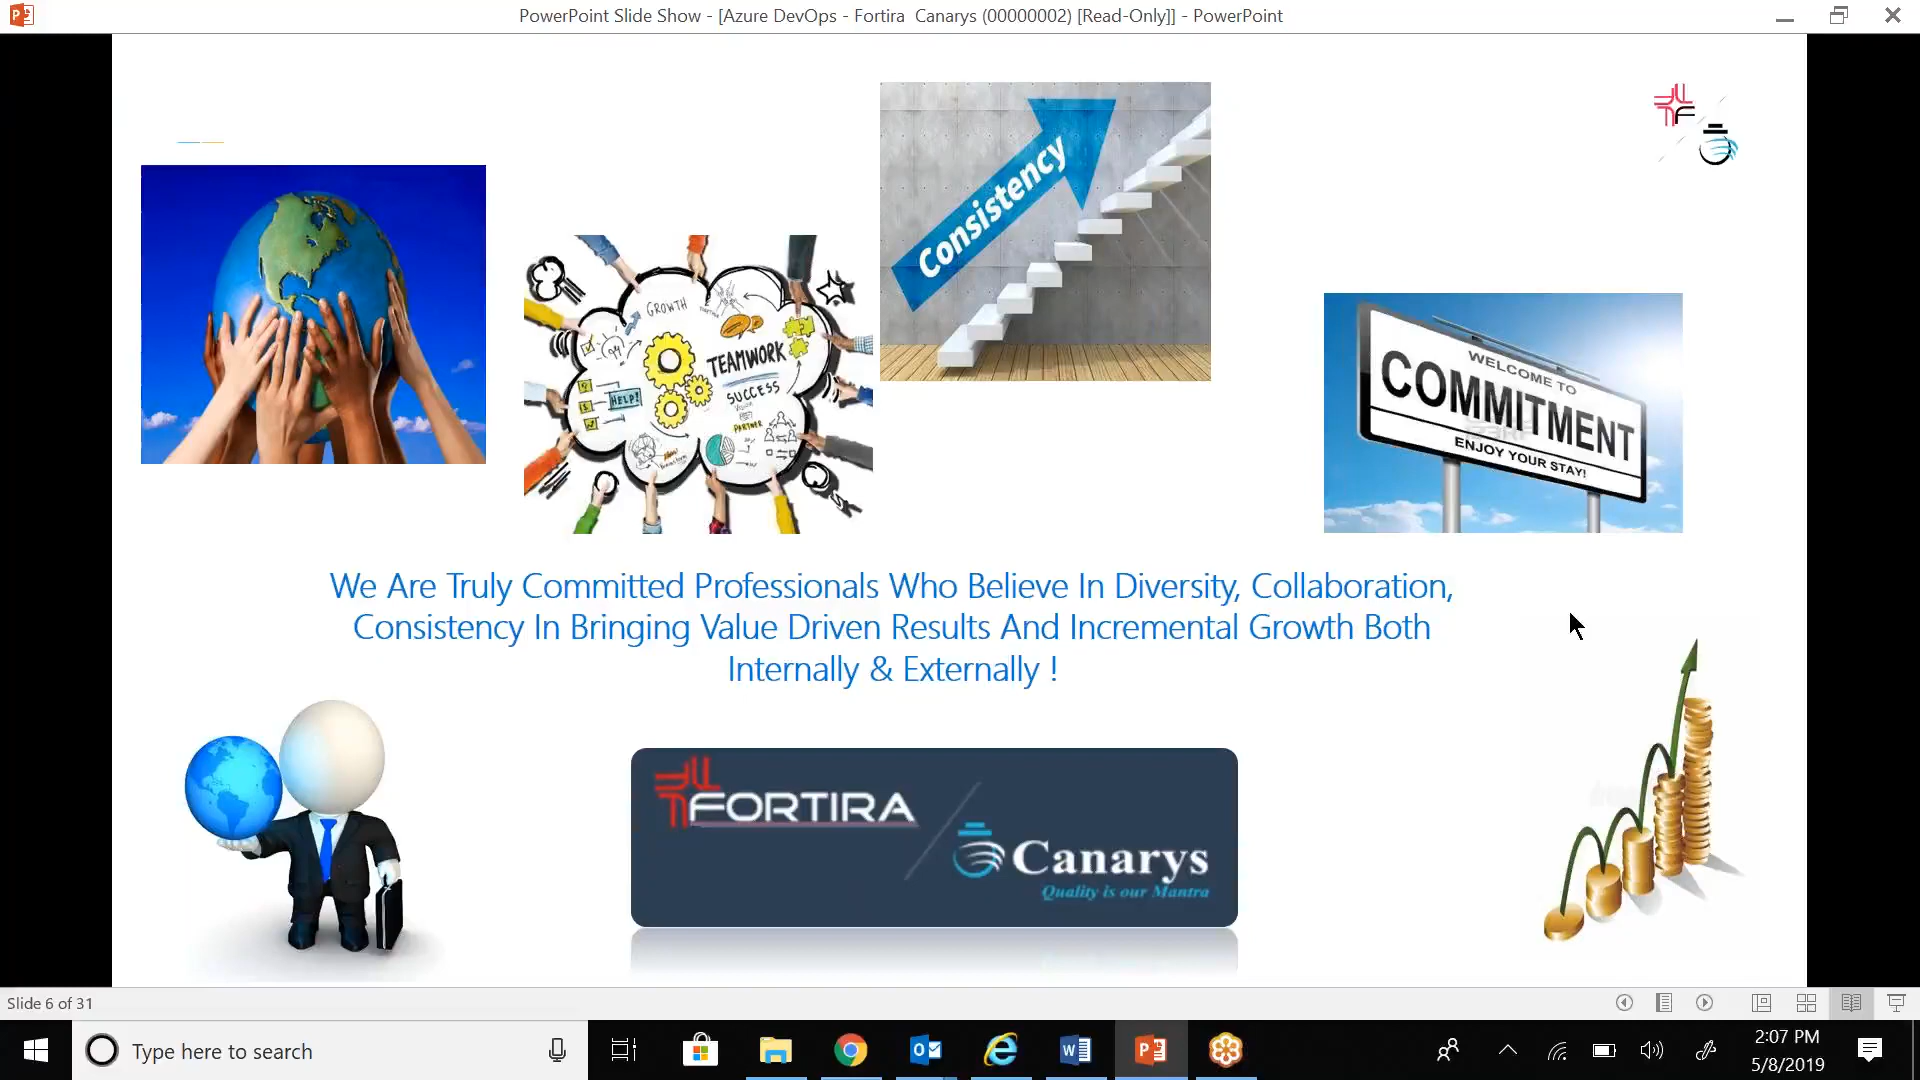 PowerPoint Slide Show - [Azure DevOps - Fortira  Canarys (00000002) [Read-Only]] - PowerPoint
Consistency
GROWTH
TEAMWORK
SUCCESS
HELP!
PARTNER
WELCOME TO
COMMITMENT
ENJOY YOUR STAY!
We Are Truly Committed Professionals Who Believe In Diversity, Collaboration,
Consistency In Bringing Value Driven Results And Incremental Growth Both
Internally & Externally !
FORTIRA
Canarys
Quality is our Mantra
Slide 6 of 31
Type here to search
2:07 PM
5/8/2019